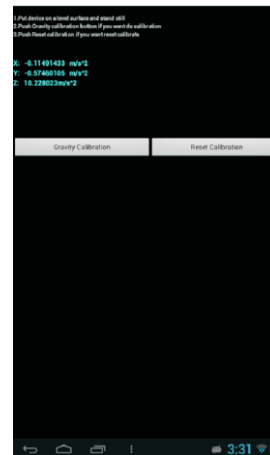 1.Put device on a level surface and stand still
2.Push Gravity calibration button if you want do calibration
3.Push Reset calibration if you want reset calibrate
X: -0.11491433 m/s^2
Y: -0.57460105 m/s^2
Z: 10.228023m/s^2
Gravity Calibration
Reset Calibration
3:31